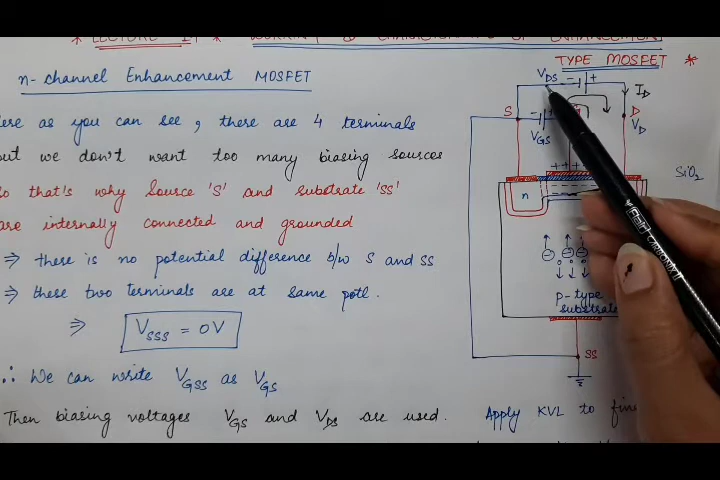 * LECTURE
TYPE MOSFET *
n-channel Enhancement MOSFET
as you can see, there are 4 terminals
but we don't want too many biasing sources
that's why Source 'S' and substrate 'SS'
are internally connected and grounded
⇒ there is no potential difference b/w S and SS
⇒ these two terminals are at same potl.
⇒ VSSS = 0V
∴ We can write VGSS as VGS
Then biasing voltages VGS and VDS are used.
VDS
- +
ID
S
- +
D
VD
VGS
+ + +
SiO2
n
p-type
substrate
SS
Apply KVL to